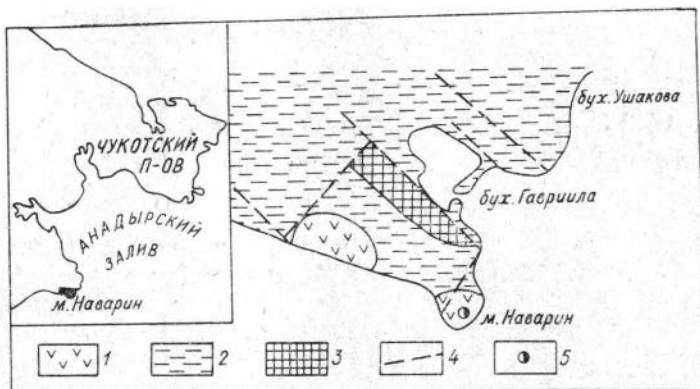 ЧУКОТСКИЙ
П-ОВ
АНАДЫРСКИЙ
ЗАЛИВ
м. Наварин
бух. Ушакова
бух. Гавриила
м. Наварин
1
2
3
4
5